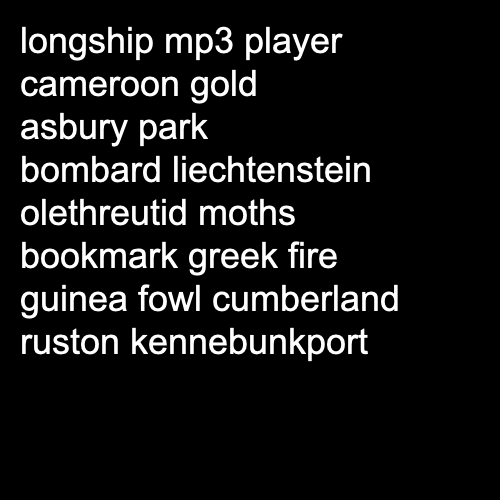 longship mp3 player
cameroon gold
asbury park
bombard liechtenstein
olethreutid moths
bookmark greek fire
guinea fowl cumberland
ruston kennebunkport